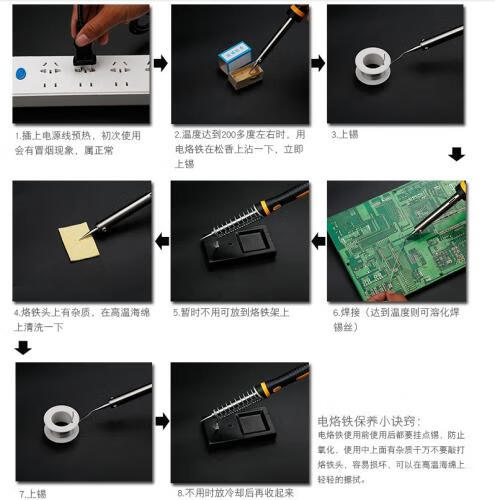 1.插上电源线预热，初次使用
会有冒烟现象，属正常
2.温度达到200多度左右时，用
电烙铁在松香上沾一下，立即
上锡
3.上锡
4.烙铁头上有杂质，在高温海绵
上清洗一下
5.暂时不用可放到烙铁架上
6.焊接（达到温度则可溶化焊
锡丝）
7.上锡
8.不用时放冷却后再收起来
电烙铁保养小诀窍：
电烙铁使用前使用后都要挂点锡，防止
氧化，使用中上面有杂质千万不要敲打
烙铁头，容易损坏，可以在高温海绵上
轻轻的擦拭。